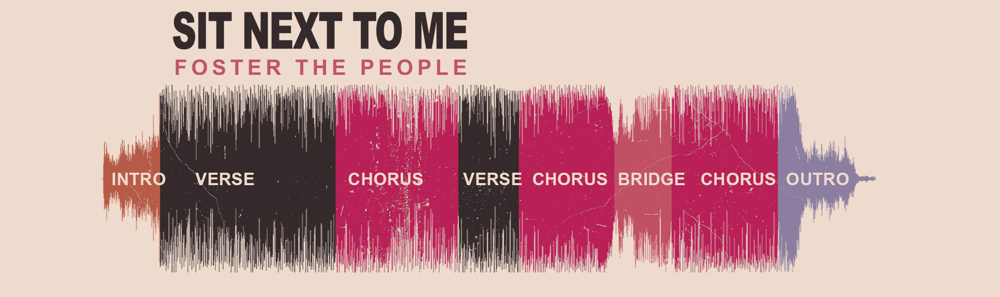 SIT NEXT TO ME
FOSTER THE PEOPLE
INTRO VERSE CHORUS VERSE CHORUS BRIDGE CHORUS OUTRO